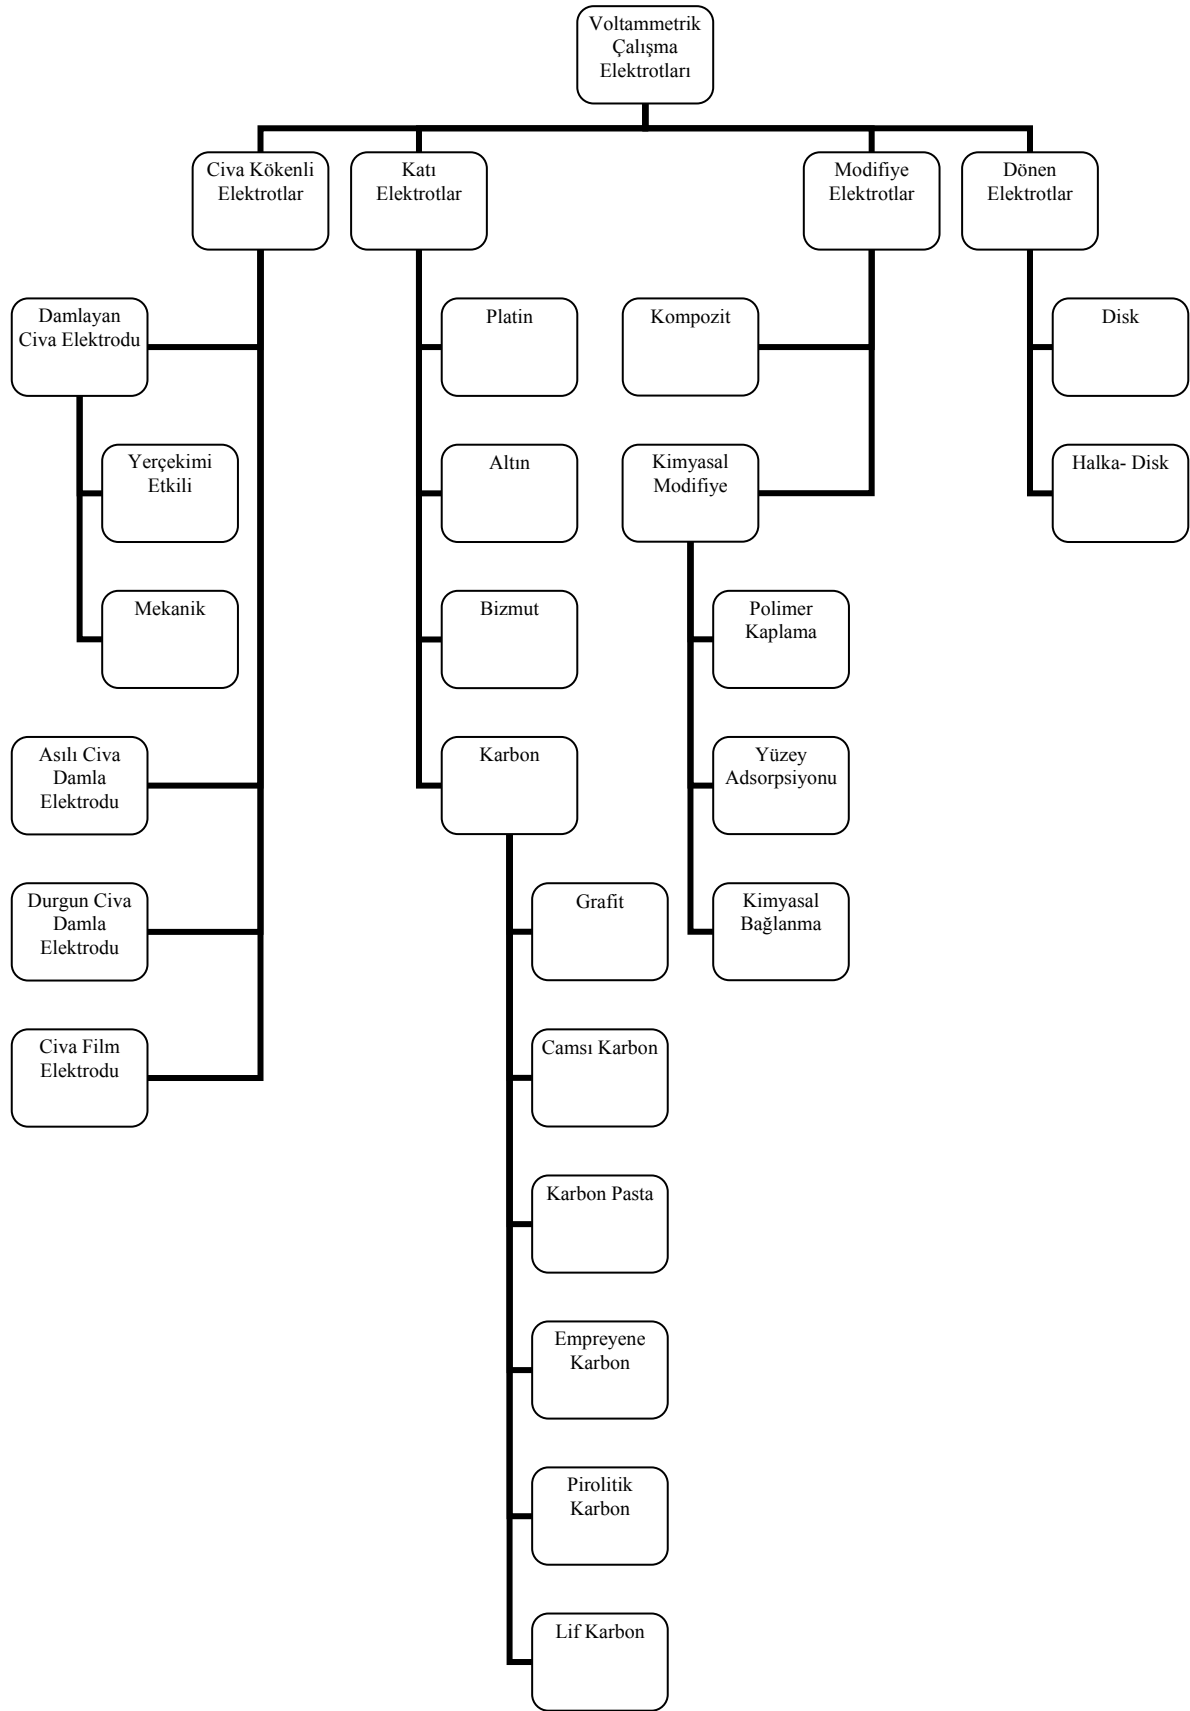 Voltammetrik
Çalışma
Elektrotları
Civa Kökenli
Elektrotlar
Katı
Elektrotlar
Modifiye
Elektrotlar
Dönen
Elektrotlar
Damlayan
Civa Elektrodu
Yerçekimi
Etkili
Mekanik
Asılı Civa
Damla
Elektrodu
Durgun Civa
Damla
Elektrodu
Civa Film
Elektrodu
Platin
Altın
Bizmut
Karbon
Grafit
Camsı Karbon
Karbon Pasta
Empreyene
Karbon
Pirolitik
Karbon
Lif Karbon
Kompozit
Kimyasal
Modifiye
Polimer
Kaplama
Yüzey
Adsorpsiyonu
Kimyasal
Bağlanma
Disk
Halka- Disk